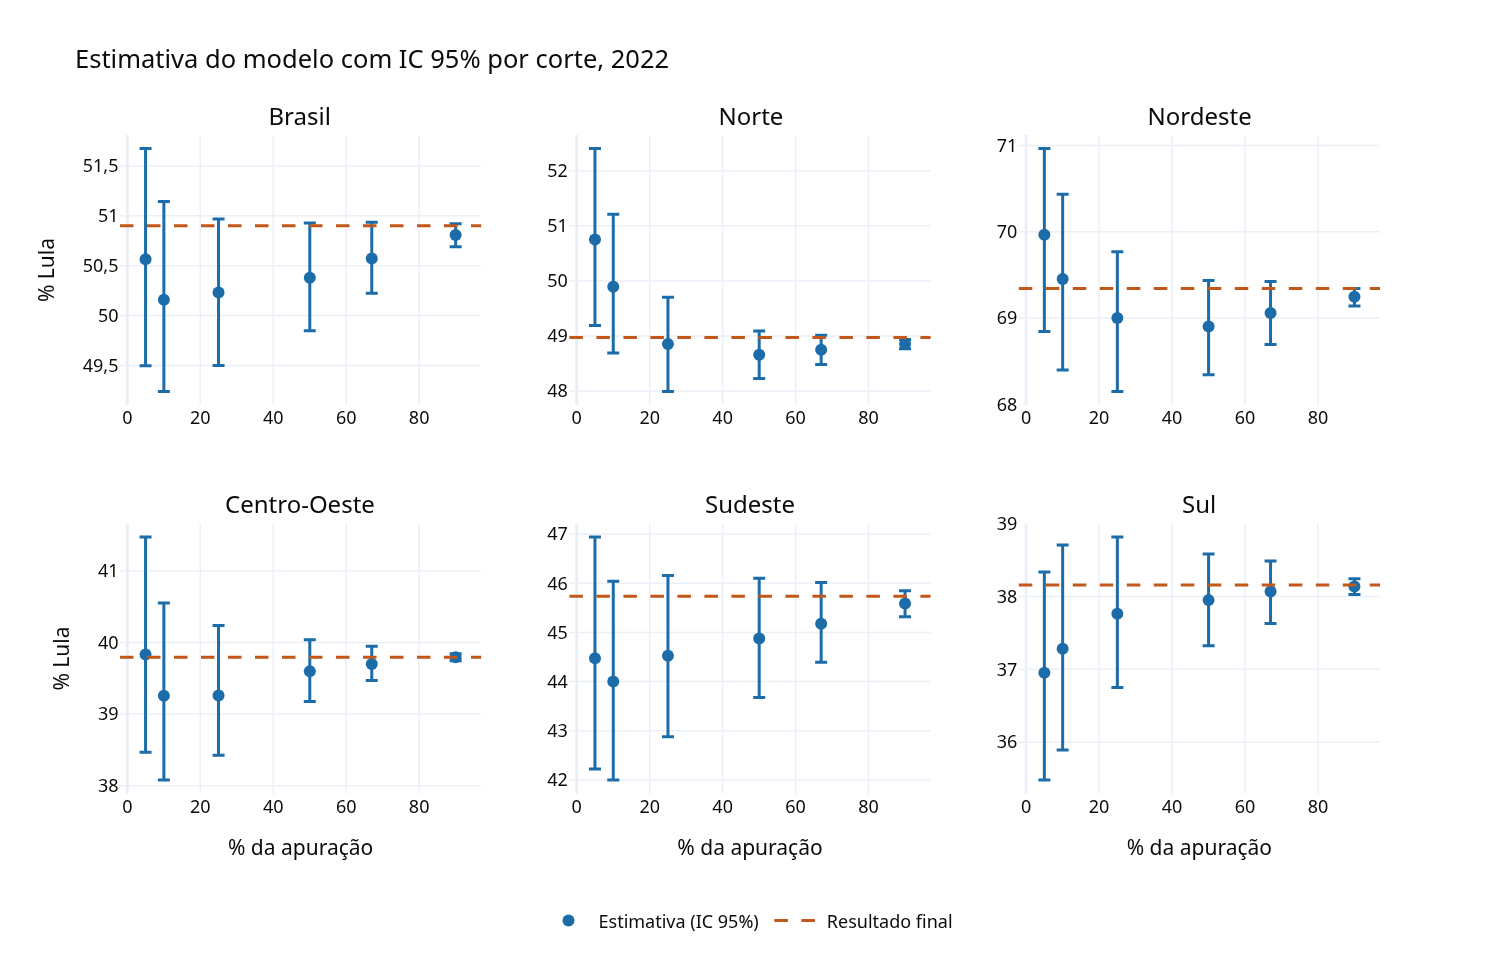 Estimativa do modelo com IC 95% por corte, 2022
Brasil
Norte
Nordeste
% Lula
51,5
51
50,5
50
49,5
0 20 40 60 80
52
51
50
49
48
0 20 40 60 80
71
70
69
68
0 20 40 60 80
Centro-Oeste
Sudeste
Sul
% Lula
41
40
39
38
0 20 40 60 80
47
46
45
44
43
42
0 20 40 60 80
39
38
37
36
0 20 40 60 80
% da apuração
% da apuração
% da apuração
Estimativa (IC 95%)
Resultado final